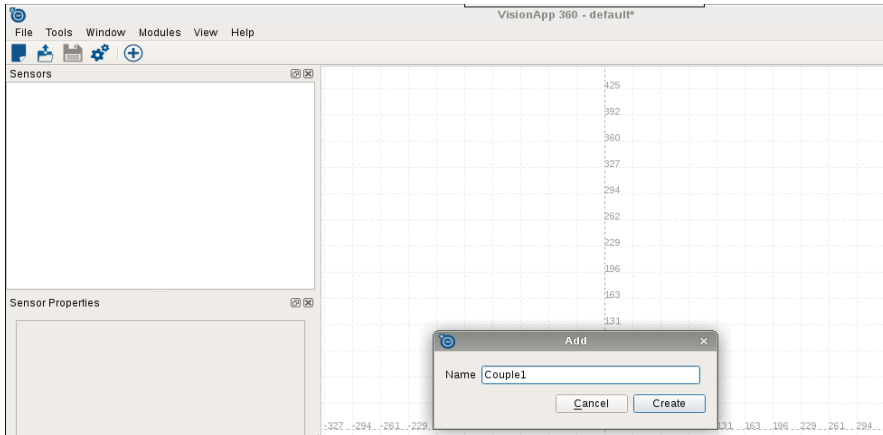 VisionApp 360 - default*
File Tools Window Modules View Help
Sensors
425
392
360
327
294
262
229
196
163
131
Sensor Properties
Add
Name Couple1
Cancel Create
-327 -294 -261 -229 131 163 196 229 261 294